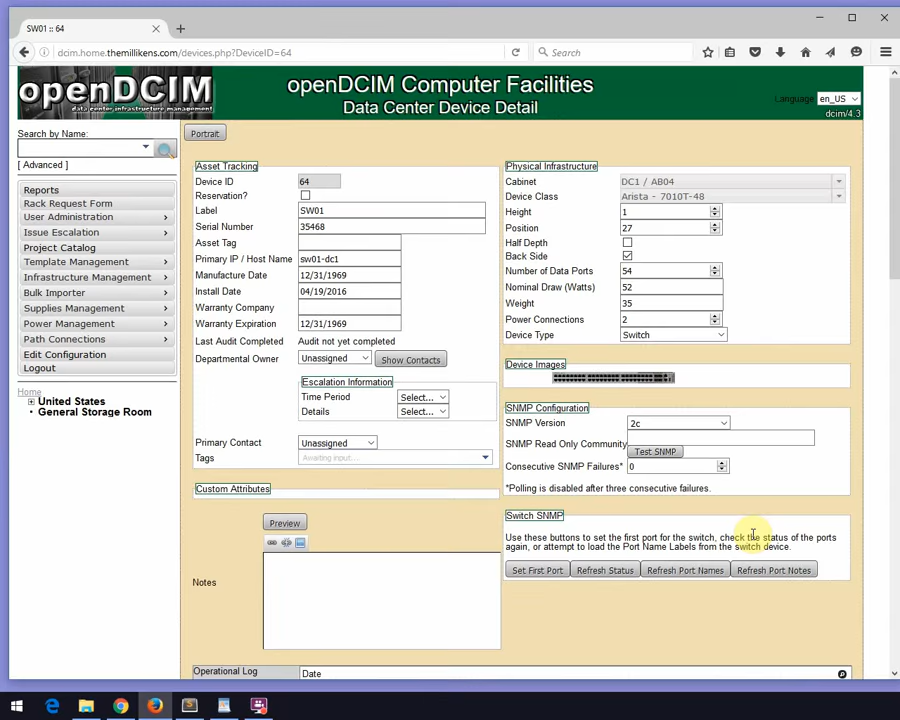 SW01 :: 64
dcim.home.themillikens.com/devices.php?DeviceID=64
Search
openDCIM
data center infrastructure management
openDCIM Computer Facilities
Data Center Device Detail
Language en_US
dcim/4.3
Search by Name:
[ Advanced ]
Reports
Rack Request Form
User Administration
Issue Escalation
Project Catalog
Template Management
Infrastructure Management
Bulk Importer
Supplies Management
Power Management
Path Connections
Edit Configuration
Logout
Home
United States
General Storage Room
Portrait
Asset Tracking
Device ID 64
Reservation?
Label SW01
Serial Number 35468
Asset Tag
Primary IP / Host Name sw01-dc1
Manufacture Date 12/31/1969
Install Date 04/19/2016
Warranty Company
Warranty Expiration 12/31/1969
Last Audit Completed Audit not yet completed
Departmental Owner Unassigned Show Contacts
Escalation Information
Time Period Select...
Details Select...
Primary Contact Unassigned
Tags Awaiting input...
Custom Attributes
Preview
Notes
Physical Infrastructure
Cabinet DC1 / AB04
Device Class Arista - 7010T-48
Height 1
Position 27
Half Depth
Back Side
Number of Data Ports 54
Nominal Draw (Watts) 52
Weight 35
Power Connections 2
Device Type Switch
Device Images
SNMP Configuration
SNMP Version 2c
SNMP Read Only Community
Test SNMP
Consecutive SNMP Failures* 0
*Polling is disabled after three consecutive failures.
Switch SNMP
Use these buttons to set the first port for the switch, check the status of the ports
again, or attempt to load the Port Name Labels from the switch device.
Set First Port Refresh Status Refresh Port Names Refresh Port Notes
Operational Log Date